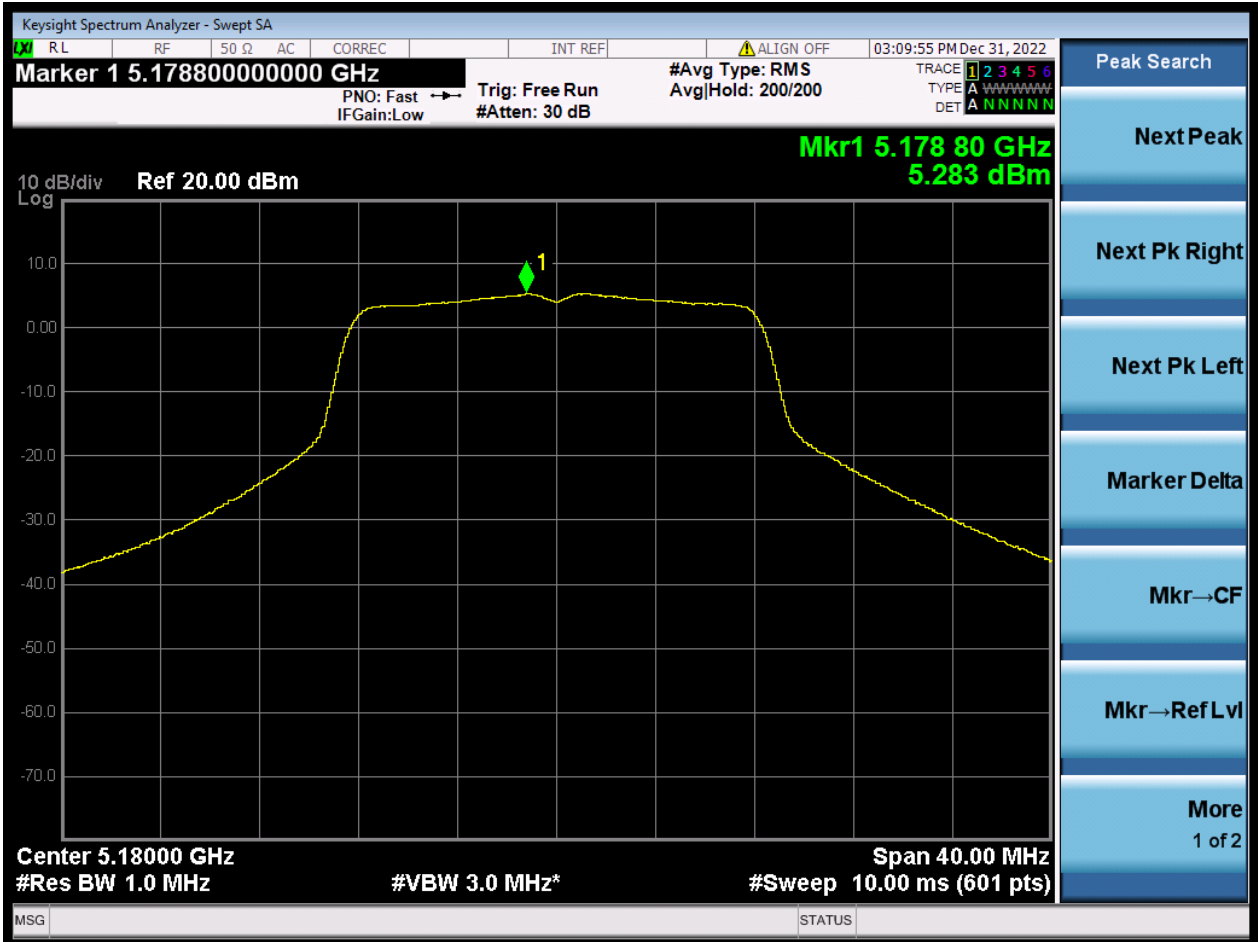 Keysight Spectrum Analyzer - Swept SA
LXI RL RF 50 Ω AC CORREC INT REF ALIGN OFF 03:09:55 PM Dec 31, 2022
Marker 1 5.178800000000 GHz
PNO: Fast
IFGain:Low
Trig: Free Run
#Atten: 30 dB
#Avg Type: RMS
Avg|Hold: 200/200
TRACE 1 2 3 4 5 6
TYPE A WWWWW
DET A N N N N N
Mkr1 5.178 80 GHz
5.283 dBm
10 dB/div Ref 20.00 dBm
Log
1
10.0
0.00
-10.0
-20.0
-30.0
-40.0
-50.0
-60.0
-70.0
Center 5.18000 GHz Span 40.00 MHz
#Res BW 1.0 MHz #VBW 3.0 MHz* #Sweep 10.00 ms (601 pts)
MSG STATUS
Peak Search
Next Peak
Next Pk Right
Next Pk Left
Marker Delta
Mkr→CF
Mkr→Ref Lvl
More
1 of 2